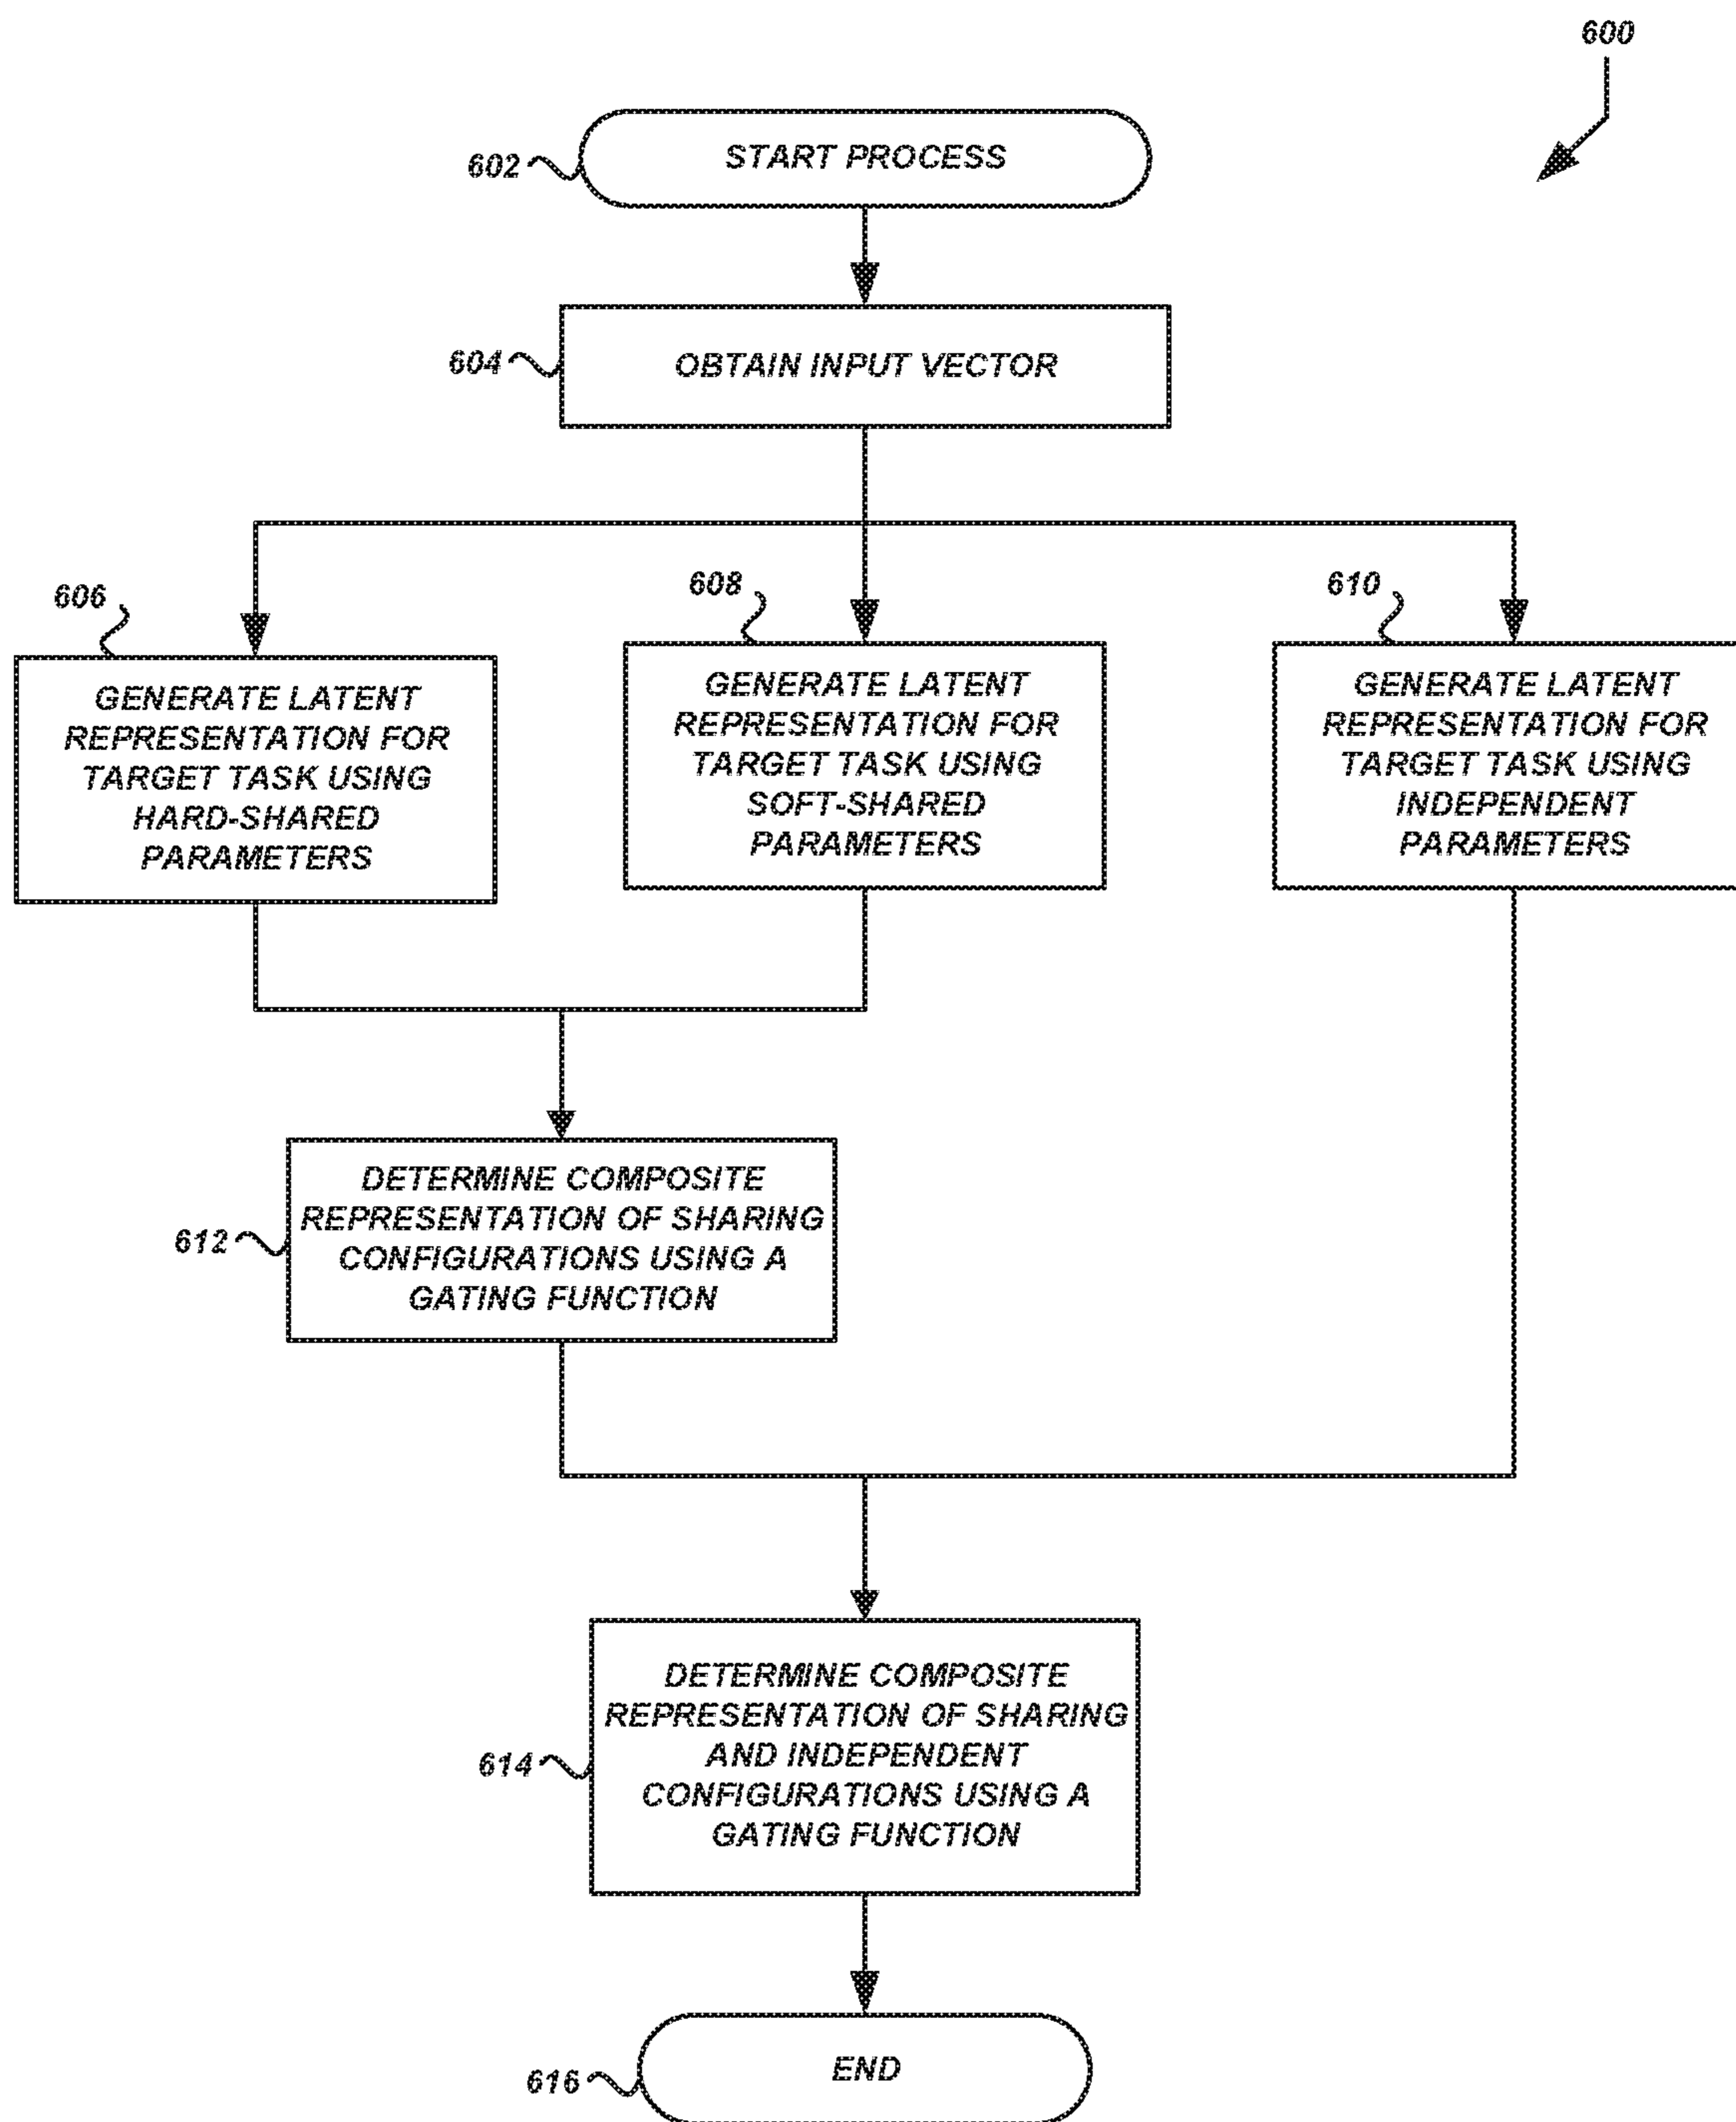 600
602
START PROCESS
604
OBTAIN INPUT VECTOR
606
GENERATE LATENT
REPRESENTATION FOR
TARGET TASK USING
HARD-SHARED
PARAMETERS
608
GENERATE LATENT
REPRESENTATION FOR
TARGET TASK USING
SOFT-SHARED
PARAMETERS
610
GENERATE LATENT
REPRESENTATION FOR
TARGET TASK USING
INDEPENDENT
PARAMETERS
612
DETERMINE COMPOSITE
REPRESENTATION OF SHARING
CONFIGURATIONS USING A
GATING FUNCTION
614
DETERMINE COMPOSITE
REPRESENTATION OF SHARING
AND INDEPENDENT
CONFIGURATIONS USING A
GATING FUNCTION
616
END